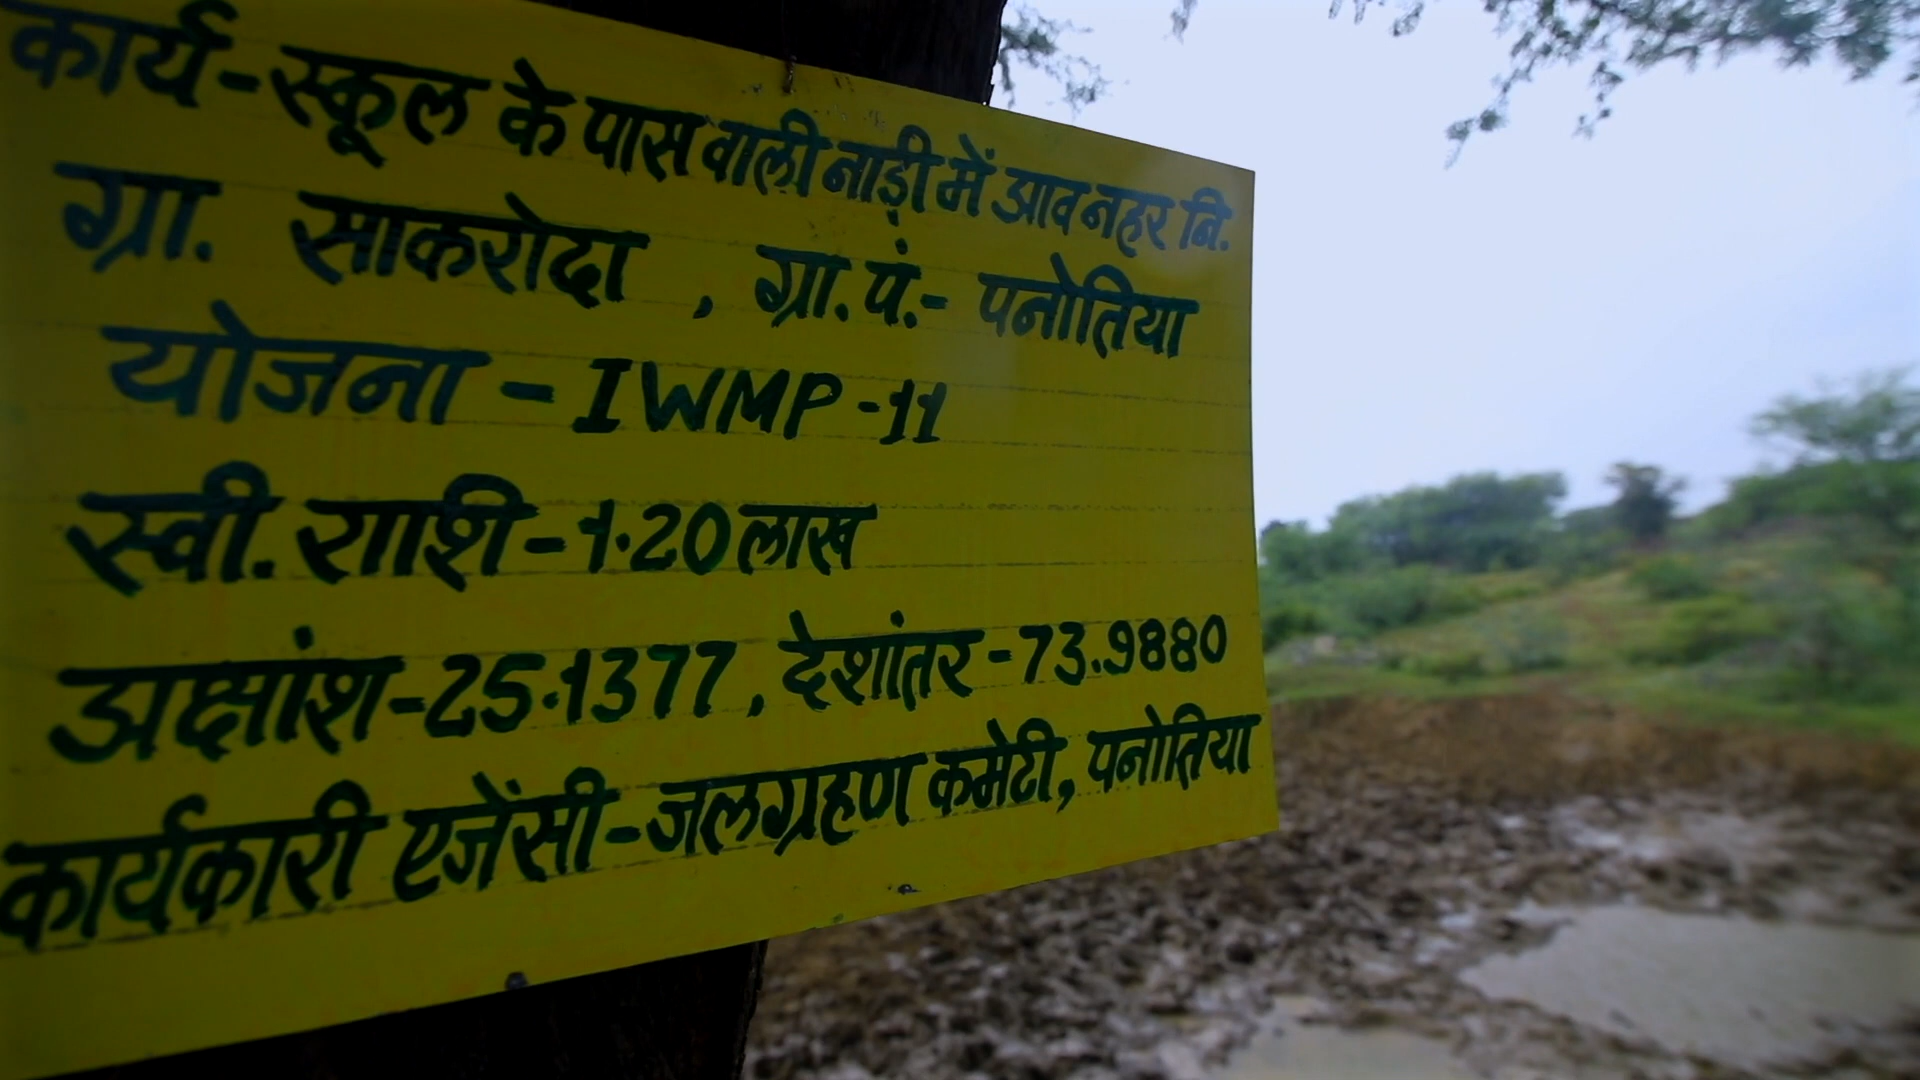 कार्य-स्कूल के पास वाली नाड़ी में आव नहर नि.
ग्रा. साकरोदा, ग्रा.पं.- पनोतिया
योजना - IWMP-11
स्वी. राशि-1.20 लाख
अक्षांश-25.1377, देशांतर-73.9880
कार्यकारी एजेंसी-जलग्रहण कमेटी, पनोतिया